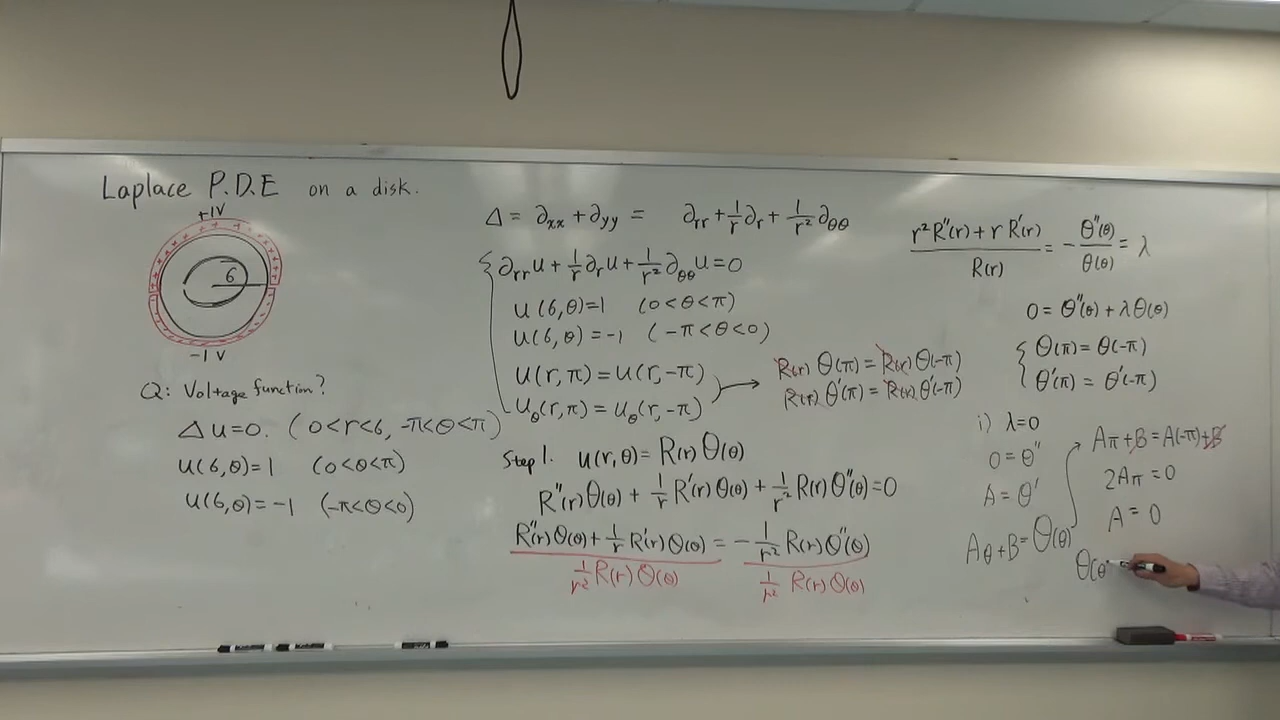 Laplace P.D.E on a disk.
+1V
6
-1V
Q: Voltage function?
Δu=0. (0<r<6, -π<θ<π)
u(6,θ)=1 (0<θ<π)
u(6,θ)=-1 (-π<θ<0)
Δ = ∂xx + ∂yy = ∂rr + 1/r ∂r + 1/r² ∂θθ
{ ∂rr u + 1/r ∂r u + 1/r² ∂θθ u = 0
u(6,θ)=1 (0<θ<π)
u(6,θ)=-1 (-π<θ<0)
u(r,π) = u(r,-π)
uθ(r,π) = uθ(r,-π)
→ R(r) Θ(π) = R(r) Θ(-π)
R(r) Θ'(π) = R(r) Θ'(-π)
Step 1. u(r,θ) = R(r) Θ(θ)
R''(r)Θ(θ) + 1/r R'(r)Θ(θ) + 1/r² R(r)Θ''(θ) = 0
R''(r)Θ(θ) + 1/r R'(r)Θ(θ) = - 1/r² R(r)Θ''(θ)
1/r² R(r) Θ(θ) 1/r² R(r) Θ(θ)
(r² R''(r) + r R'(r))/R(r) = - Θ''(θ)/Θ(θ) = λ
0 = Θ''(θ) + λΘ(θ)
{ Θ(π) = Θ(-π)
Θ'(π) = Θ'(-π)
i) λ=0
0 = Θ''
A = Θ'
Aθ+B = Θ(θ)
→ Aπ+B = A(-π)+B
2Aπ = 0
A = 0
Θ(θ